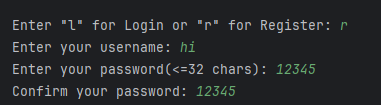 Enter "l" for Login or "r" for Register: r
Enter your username: hi
Enter your password(<=32 chars): 12345
Confirm your password: 12345